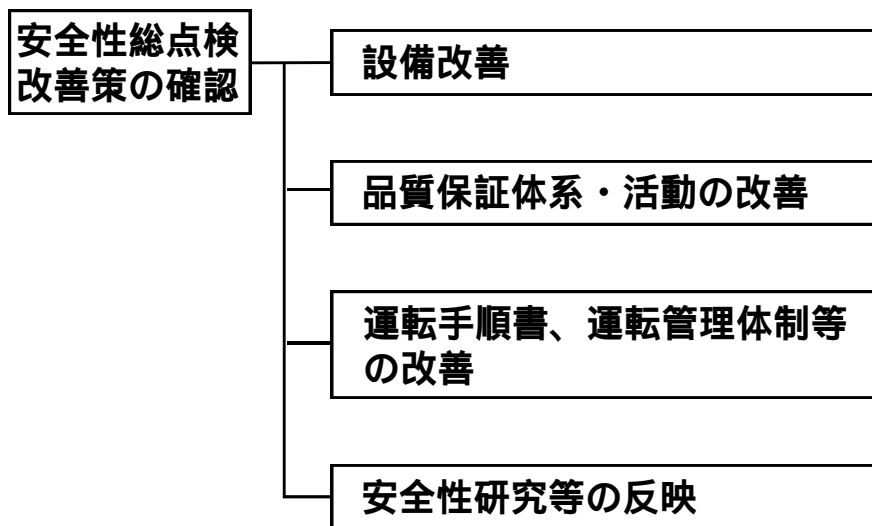 安全性総点検
改善策の確認
設備改善
品質保証体系・活動の改善
運転手順書、運転管理体制等
の改善
安全性研究等の反映